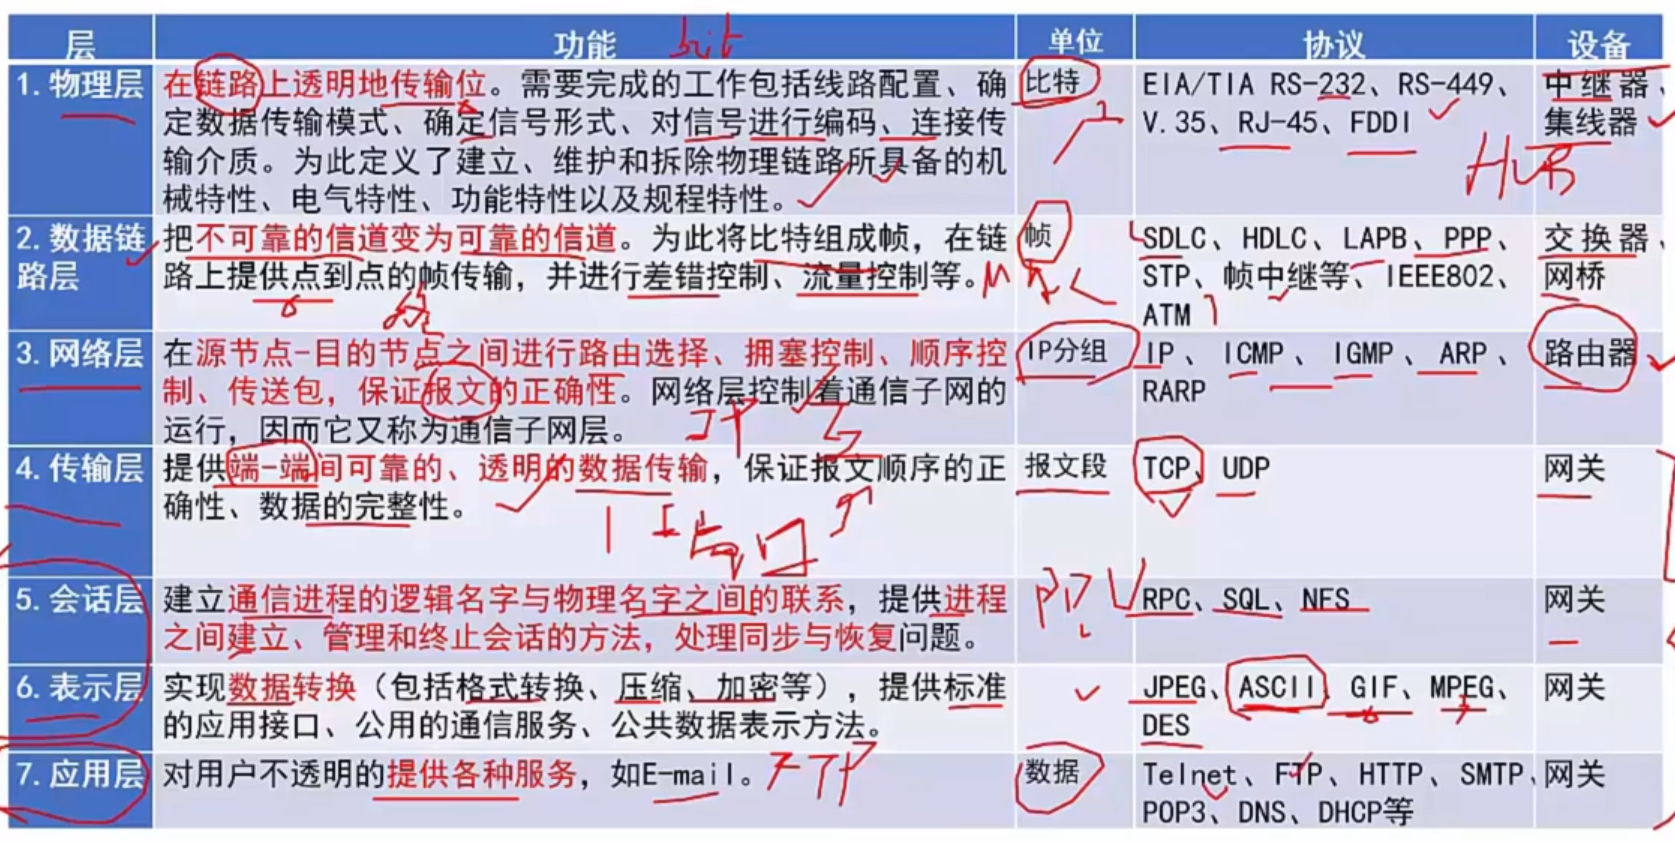 层 功能 单位 协议 设备
bit
1. 物理层
在链路上透明地传输位。需要完成的工作包括线路配置、确
定数据传输模式、确定信号形式、对信号进行编码、连接传
输介质。为此定义了建立、维护和拆除物理链路所具备的机
械特性、电气特性、功能特性以及规程特性。
比特
EIA/TIA RS-232、RS-449、
V.35、RJ-45、FDDI
中继器、
集线器
HUB
2. 数据链
路层
把不可靠的信道变为可靠的信道。为此将比特组成帧，在链
路上提供点到点的帧传输，并进行差错控制、流量控制等。
帧
SDLC、HDLC、LAPB、PPP、
STP、帧中继等、IEEE802、
ATM
交换器、
网桥
3. 网络层
在源节点-目的节点之间进行路由选择、拥塞控制、顺序控
制、传送包，保证报文的正确性。网络层控制着通信子网的
运行，因而它又称为通信子网层。
IP
IP分组
IP、ICMP、IGMP、ARP、
RARP
路由器
4. 传输层
提供端-端间可靠的、透明的数据传输，保证报文顺序的正
确性、数据的完整性。
报文段
TCP、UDP
网关
5. 会话层
建立通信进程的逻辑名字与物理名字之间的联系，提供进程
之间建立、管理和终止会话的方法，处理同步与恢复问题。
PDU
RPC、SQL、NFS
网关
6. 表示层
实现数据转换（包括格式转换、压缩、加密等），提供标准
的应用接口、公用的通信服务、公共数据表示方法。
JPEG、ASCII、GIF、MPEG、
DES
网关
7. 应用层
对用户不透明的提供各种服务，如E-mail。
FTP
数据
Telnet、FTP、HTTP、SMTP、
POP3、DNS、DHCP等
网关